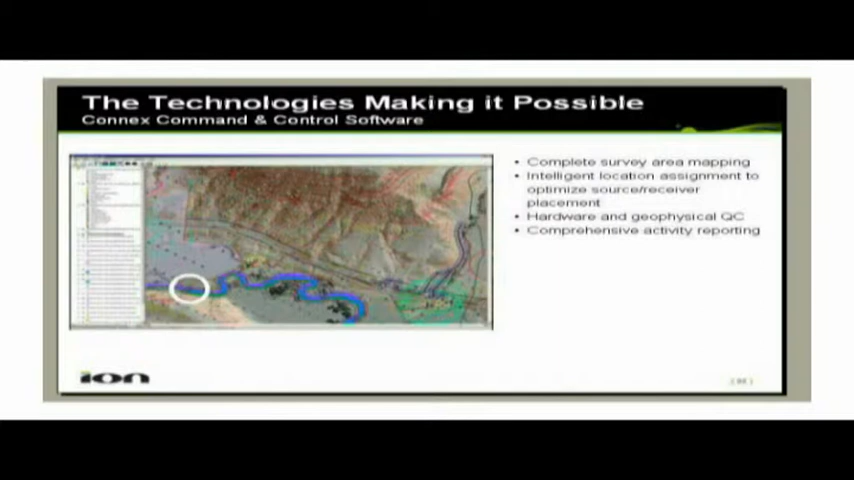 The Technologies Making it Possible
Connex Command & Control Software
• Complete survey area mapping
• Intelligent location assignment to
optimize source/receiver
placement
• Hardware and geophysical QC
• Comprehensive activity reporting
ion